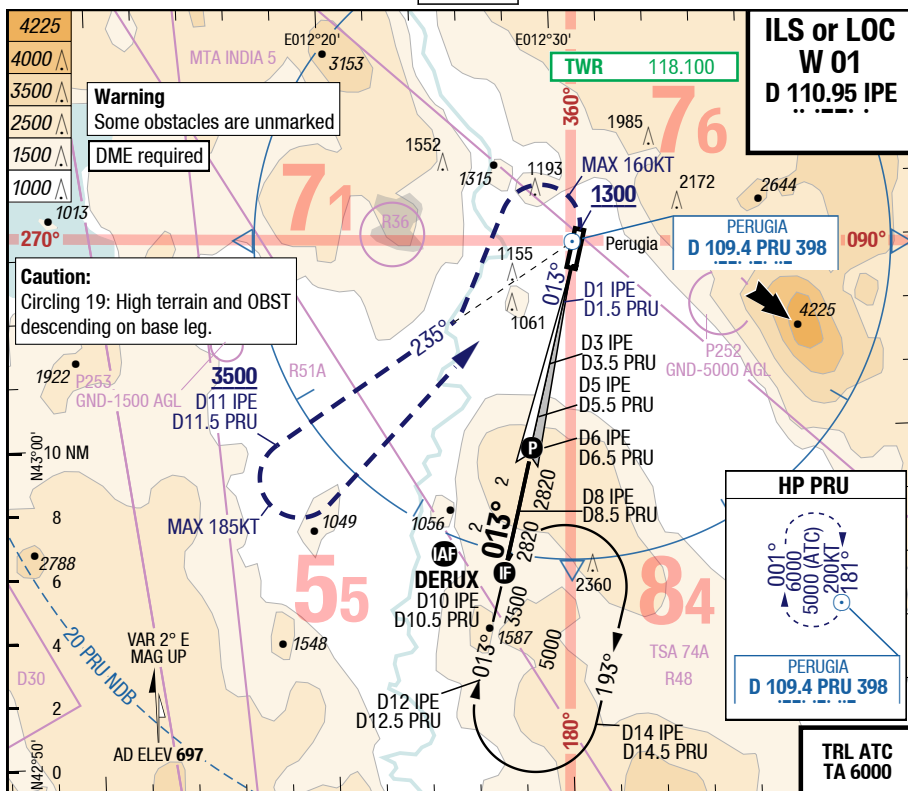 4225
4000
3500
2500
1500
1000
E012°20'
E012°30'
MTA INDIA 5
3153
TWR 118.100
ILS or LOC
W 01
D 110.95 IPE
Warning
Some obstacles are unmarked
DME required
360°
1985
76
71
1552
1315
1193
MAX 160KT
1300
2172
2644
1013
270°
R36
Perugia
PERUGIA
D 109.4 PRU 398
090°
Caution:
Circling 19: High terrain and OBST
descending on base leg.
1155
1061
013°
D1 IPE
D1.5 PRU
4225
235°
D3 IPE
D3.5 PRU
P252
GND-5000 AGL
1922
P253
GND-1500 AGL
3500
D11 IPE
D11.5 PRU
R51A
D5 IPE
D5.5 PRU
N43°00'
10 NM
P
D6 IPE
D6.5 PRU
2
2820
D8 IPE
D8.5 PRU
HP PRU
001°
6000
5000 (ATC)
200KT
181°
8
MAX 185KT
1049
1056
2
013°
2820
2788
6
55
IAF
DERUX
D10 IPE
D10.5 PRU
IF
3500
2360
84
4
1548
1587
5000
TSA 74A
R48
VAR 2° E
MAG UP
20 PRU NDB
D30
013°
193°
PERUGIA
D 109.4 PRU 398
D12 IPE
D12.5 PRU
2
AD ELEV 697
180°
D14 IPE
D14.5 PRU
TRL ATC
TA 6000
N42°50'
0